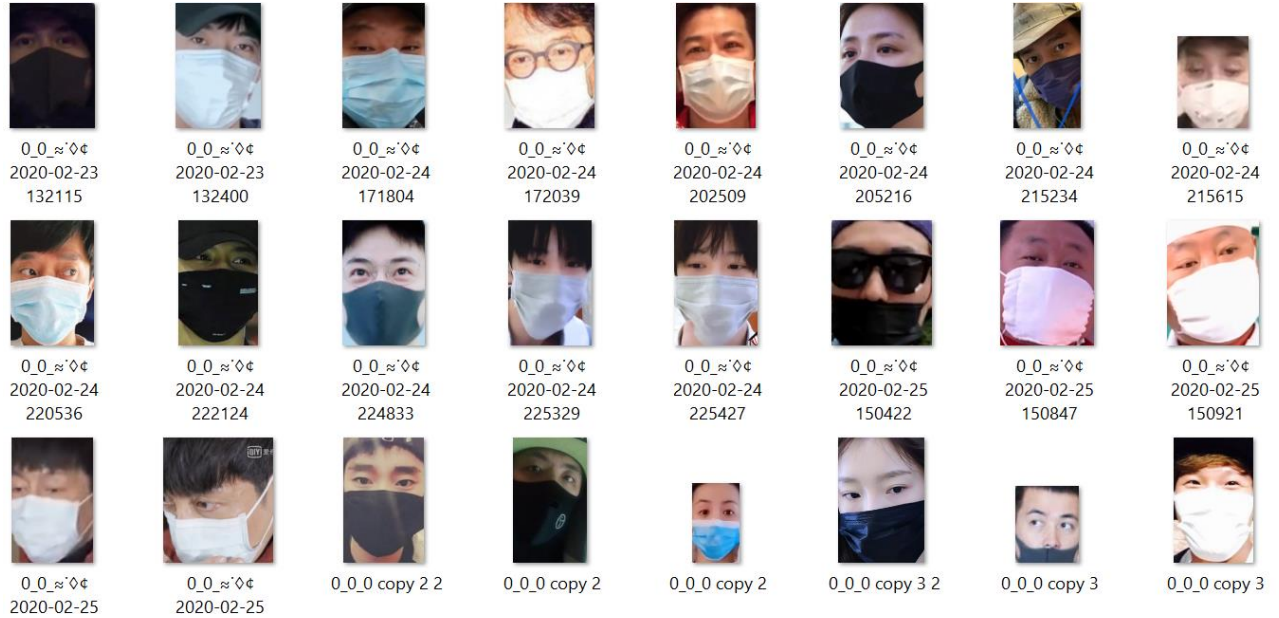 0_0_≈˙◊¢ 2020-02-23 132115
0_0_≈˙◊¢ 2020-02-23 132400
0_0_≈˙◊¢ 2020-02-24 171804
0_0_≈˙◊¢ 2020-02-24 172039
0_0_≈˙◊¢ 2020-02-24 202509
0_0_≈˙◊¢ 2020-02-24 205216
0_0_≈˙◊¢ 2020-02-24 215234
0_0_≈˙◊¢ 2020-02-24 215615
0_0_≈˙◊¢ 2020-02-24 220536
0_0_≈˙◊¢ 2020-02-24 222124
0_0_≈˙◊¢ 2020-02-24 224833
0_0_≈˙◊¢ 2020-02-24 225329
0_0_≈˙◊¢ 2020-02-24 225427
0_0_≈˙◊¢ 2020-02-25 150422
0_0_≈˙◊¢ 2020-02-25 150847
0_0_≈˙◊¢ 2020-02-25 150921
0_0_≈˙◊¢ 2020-02-25
0_0_≈˙◊¢ 2020-02-25
0_0_0 copy 2 2
0_0_0 copy 2
0_0_0 copy 2
0_0_0 copy 3 2
0_0_0 copy 3
0_0_0 copy 3